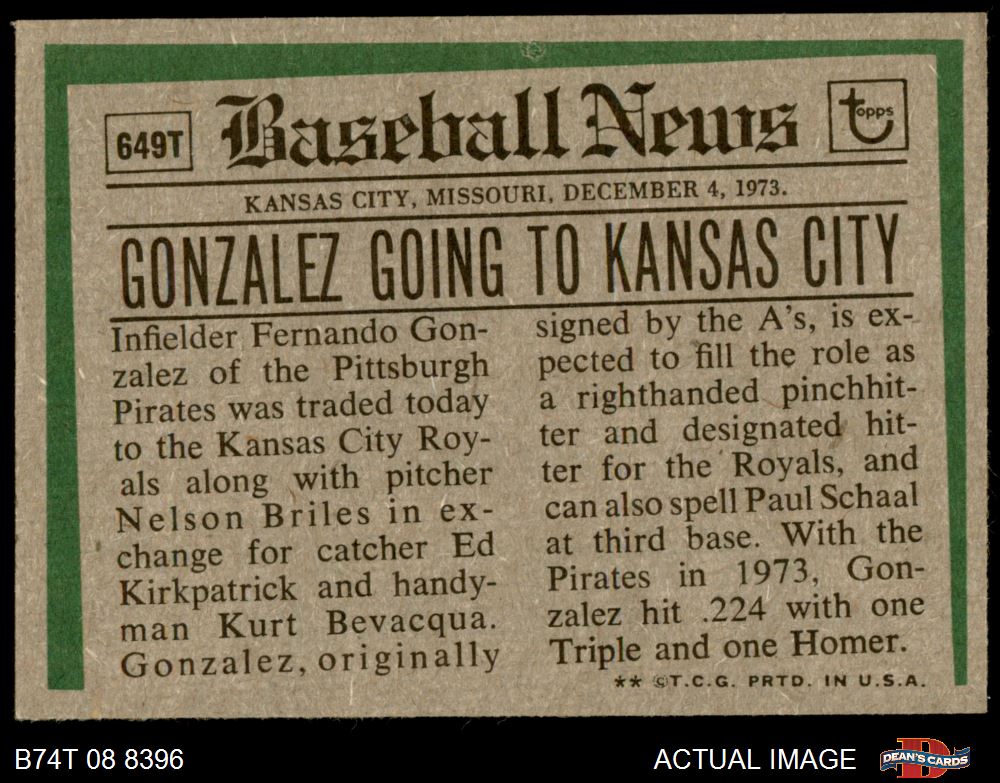 649T
Baseball News
topps
KANSAS CITY, MISSOURI, DECEMBER 4, 1973.
GONZALEZ GOING TO KANSAS CITY
Infielder Fernando Gon-
zalez of the Pittsburgh
Pirates was traded today
to the Kansas City Roy-
als along with pitcher
Nelson Briles in ex-
change for catcher Ed
Kirkpatrick and handy-
man Kurt Bevacqua.
Gonzalez, originally
signed by the A's, is ex-
pected to fill the role as
a righthanded pinchhit-
ter and designated hit-
ter for the Royals, and
can also spell Paul Schaal
at third base. With the
Pirates in 1973, Gon-
zalez hit .224 with one
Triple and one Homer.
** ©T.C.G. PRTD. IN U.S.A.
B74T 08 8396
ACTUAL IMAGE
DEAN'S CARDS